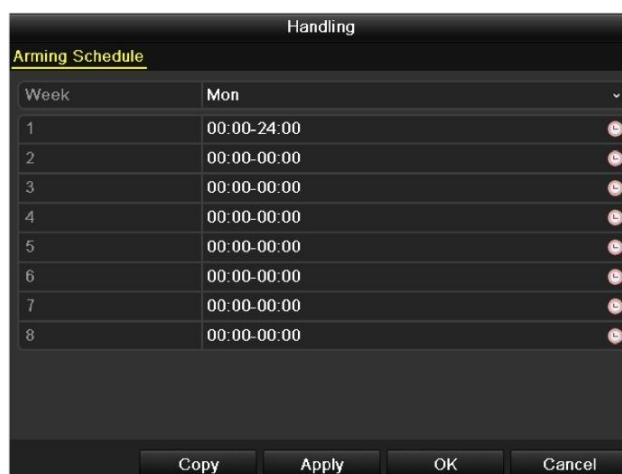 Handling
Arming Schedule
Week Mon
1 00:00-24:00
2 00:00-00:00
3 00:00-00:00
4 00:00-00:00
5 00:00-00:00
6 00:00-00:00
7 00:00-00:00
8 00:00-00:00
Copy Apply OK Cancel